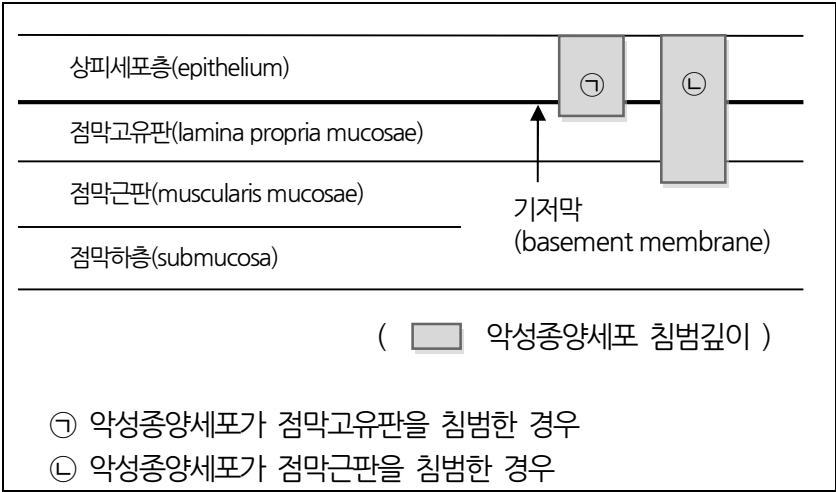 상피세포층(epithelium)
㉠
㉡
점막고유판(lamina propria mucosae)
점막근판(muscularis mucosae)
기저막
(basement membrane)
점막하층(submucosa)
( 악성종양세포 침범깊이 )
㉠ 악성종양세포가 점막고유판을 침범한 경우
㉡ 악성종양세포가 점막근판을 침범한 경우